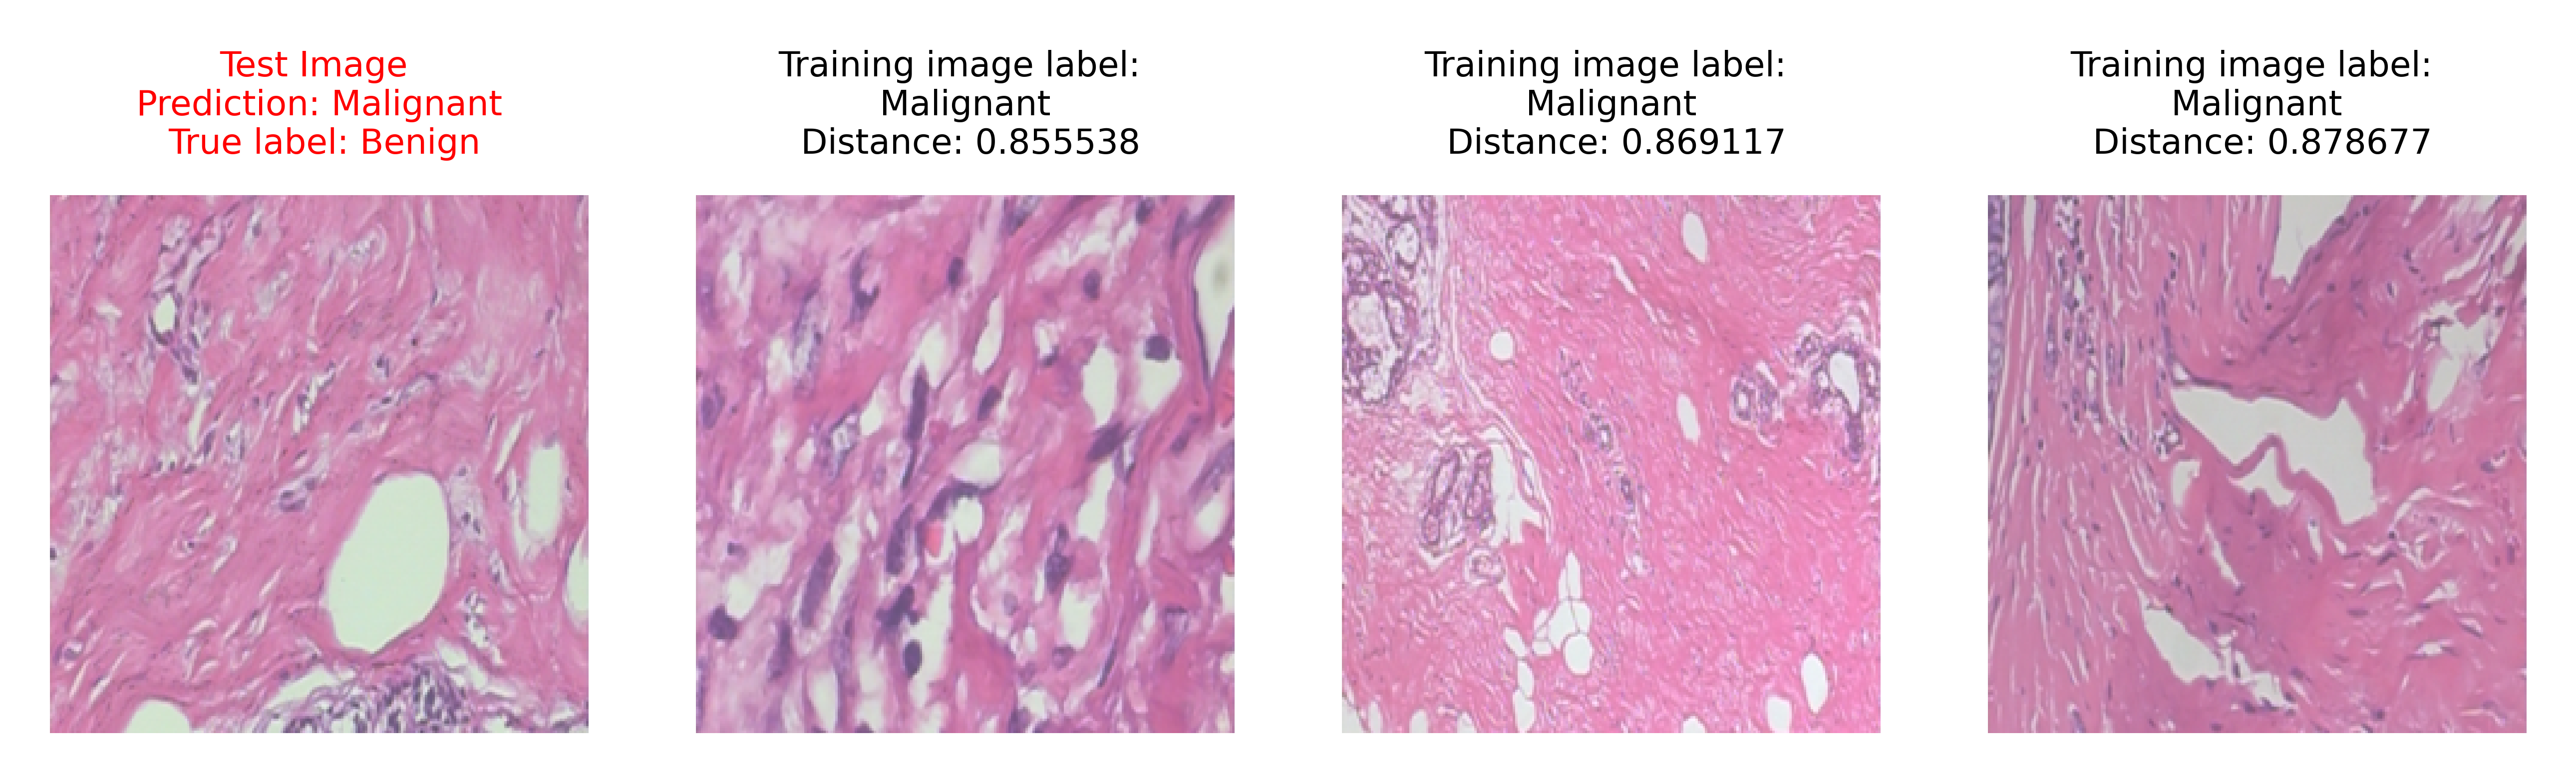 Test Image
Prediction: Malignant
True label: Benign
Training image label:
Malignant
Distance: 0.855538
Training image label:
Malignant
Distance: 0.869117
Training image label:
Malignant
Distance: 0.878677